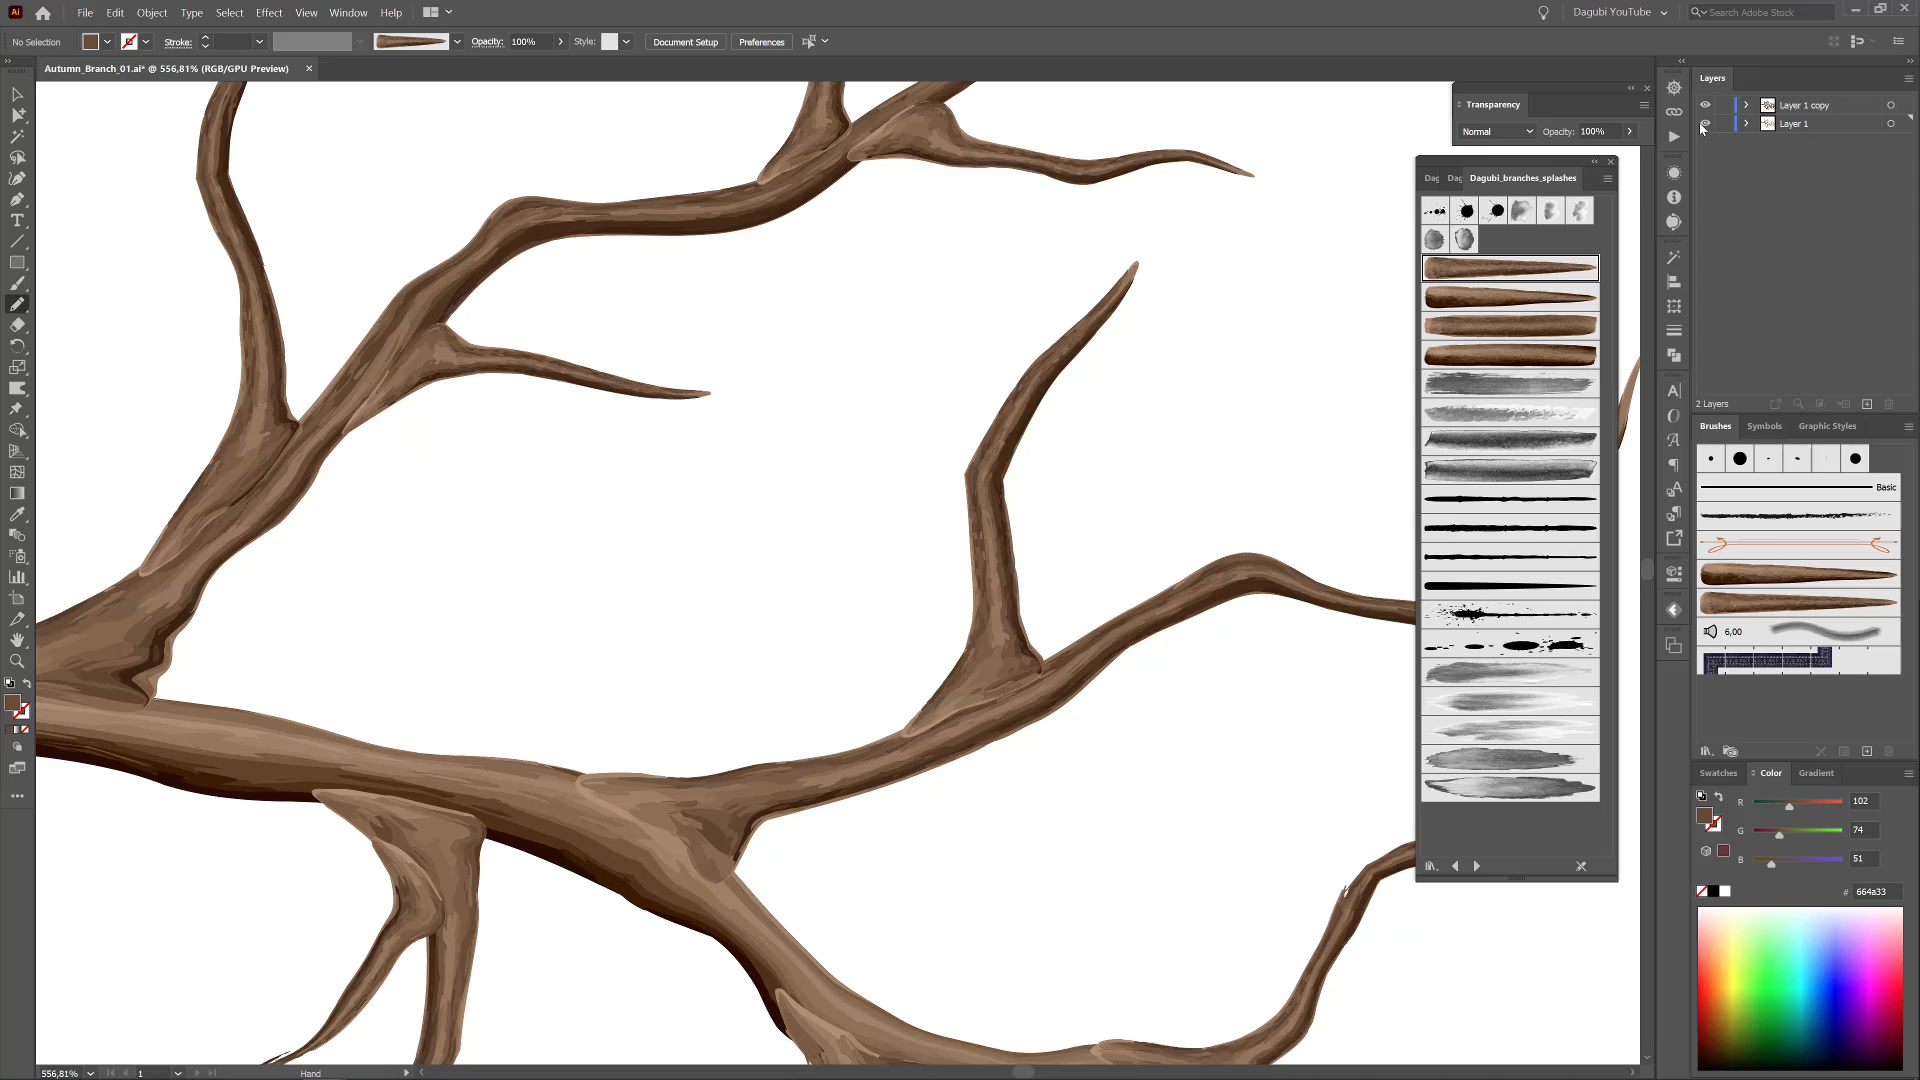 Ai File Edit Object Type Select Effect View Window Help Dagubi YouTube Search Adobe Stock
No Selection Stroke: Opacity: 100% Style: Document Setup Preferences
Autumn_Branch_01.ai* @ 556,81% (RGB/GPU Preview)
Layers
Transparency
Layer 1 copy
Layer 1
Normal Opacity: 100%
Dag Dag Dagubi_branches_splashes
2 Layers
Brushes Symbols Graphic Styles
Basic
6,00
Swatches Color Gradient
R 102
G 74
B 51
# 664a33
556,81% 1 Hand